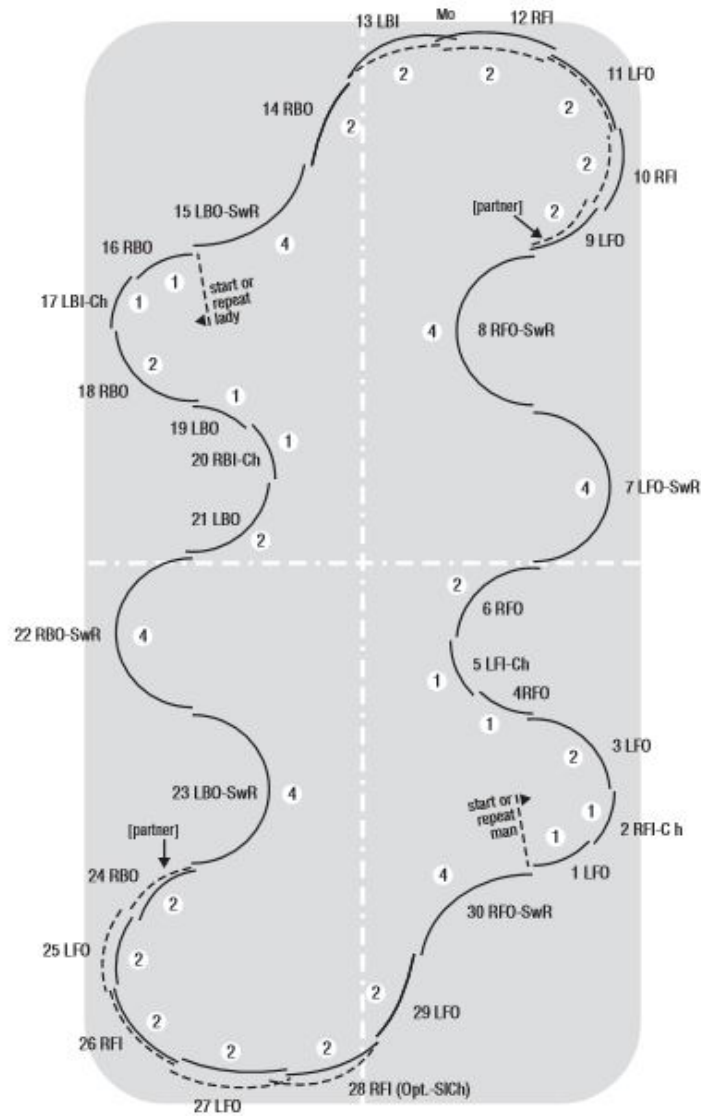 13 LBI
Mo
12 RFI
2
2
11 LFO
14 RBO
2
2
2
10 RFI
[partner]
2
9 LFO
15 LBO-SwR
4
16 RBO
1
start or
repeat
lady
17 LBI-Ch
1
4
8 RFO-SwR
2
18 RBO
1
19 LBO
1
20 RBI-Ch
4
7 LFO-SwR
21 LBO
2
2
6 RFO
22 RBO-SwR
4
5 LFI-Ch
1
4RFO
1
3 LFO
2
23 LBO-SwR
4
start or
repeat
man
1
2 RFI-C h
1
1 LFO
[partner]
24 RBO
2
4
30 RFO-SwR
25 LFO
2
2
29 LFO
26 RFI
2
2
2
27 LFO
28 RFI (Opt.-SlCh)